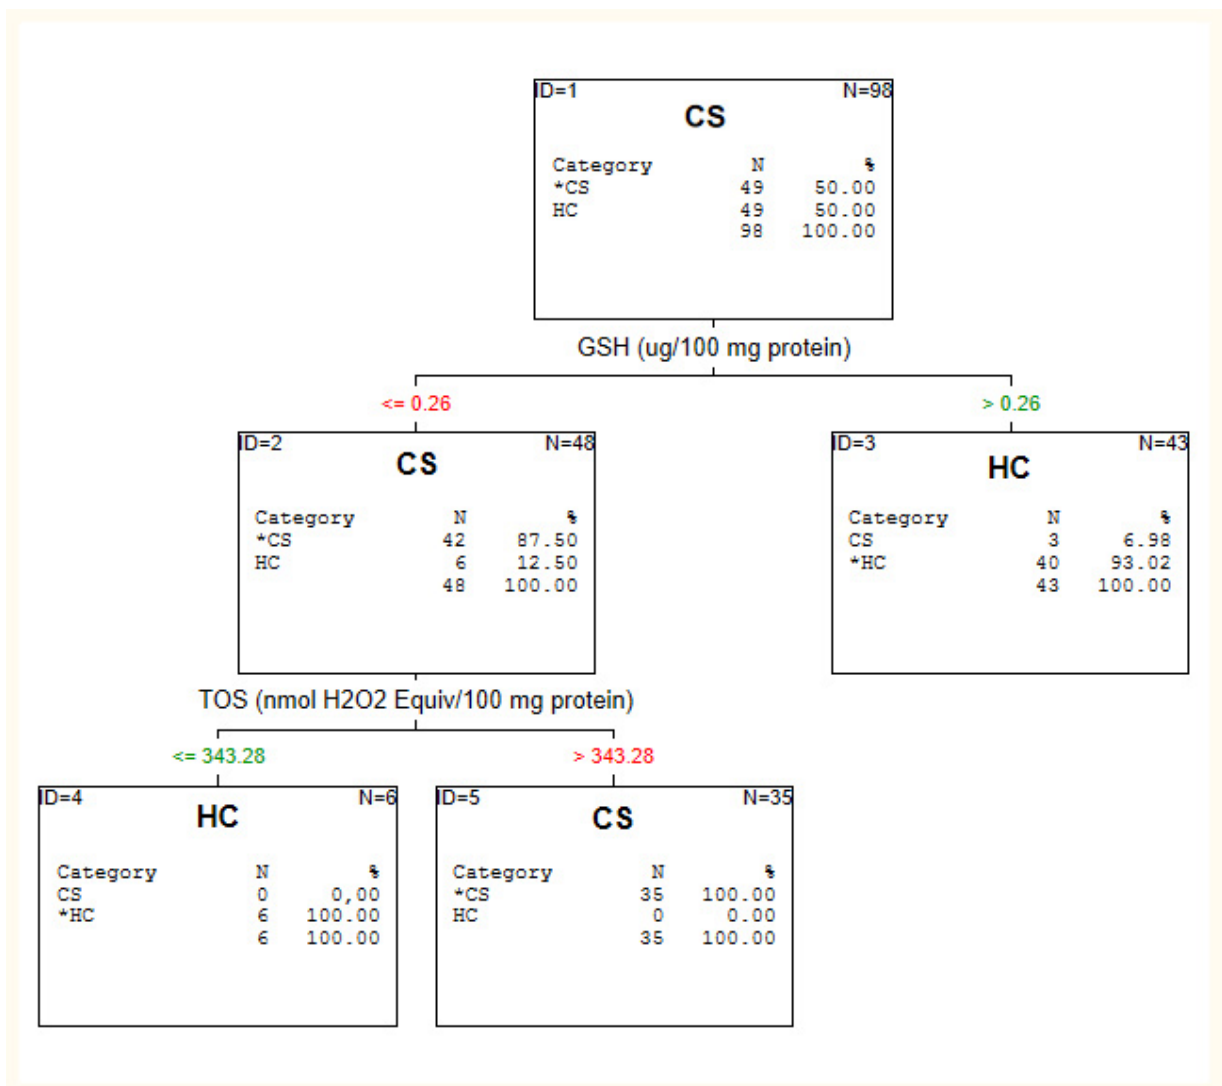 ID=1 N=98
CS
Category N %
*CS 49 50.00
HC 49 50.00
98 100.00
GSH (ug/100 mg protein)
<= 0.26 > 0.26
ID=2 N=48
CS
Category N %
*CS 42 87.50
HC 6 12.50
48 100.00
ID=3 N=43
HC
Category N %
CS 3 6.98
*HC 40 93.02
43 100.00
TOS (nmol H2O2 Equiv/100 mg protein)
<= 343.28 > 343.28
ID=4 N=6
HC
Category N %
CS 0 0,00
*HC 6 100.00
6 100.00
ID=5 N=35
CS
Category N %
*CS 35 100.00
HC 0 0.00
35 100.00